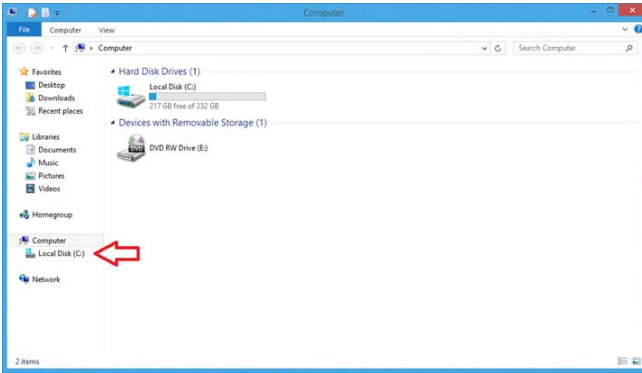 Computer
File Computer View
Computer
Search Computer
Favorites
Desktop
Downloads
Recent places
Libraries
Documents
Music
Pictures
Videos
Homegroup
Computer
Local Disk (C:)
Network
Hard Disk Drives (1)
Local Disk (C:)
217 GB free of 232 GB
Devices with Removable Storage (1)
DVD
DVD RW Drive (E:)
2 items